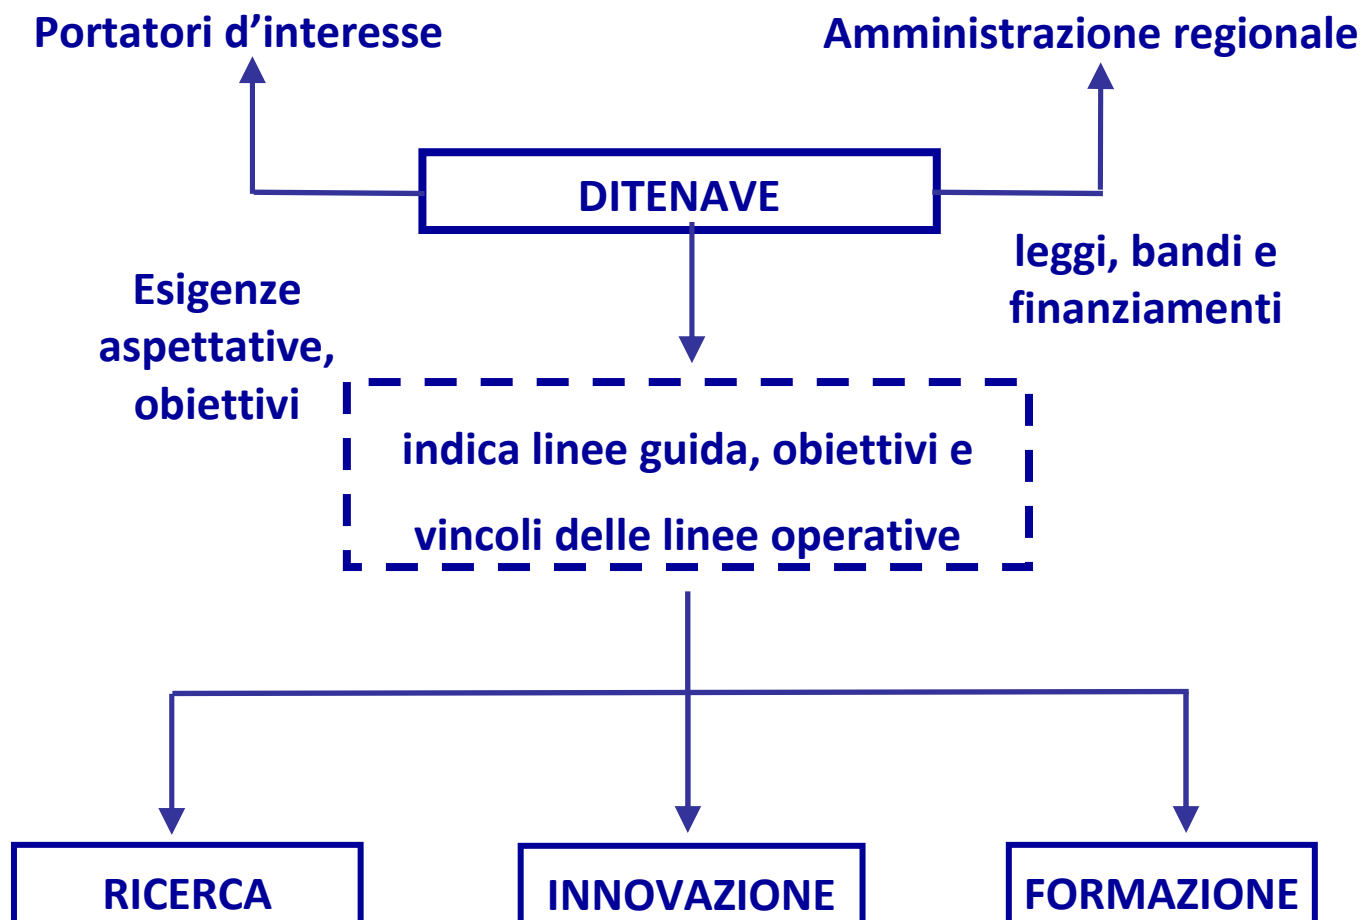 Portatori d’interesse
Amministrazione regionale
DITENAVE
Esigenze
aspettative,
obiettivi
leggi, bandi e
finanziamenti
indica linee guida, obiettivi e
vincoli delle linee operative
RICERCA
INNOVAZIONE
FORMAZIONE